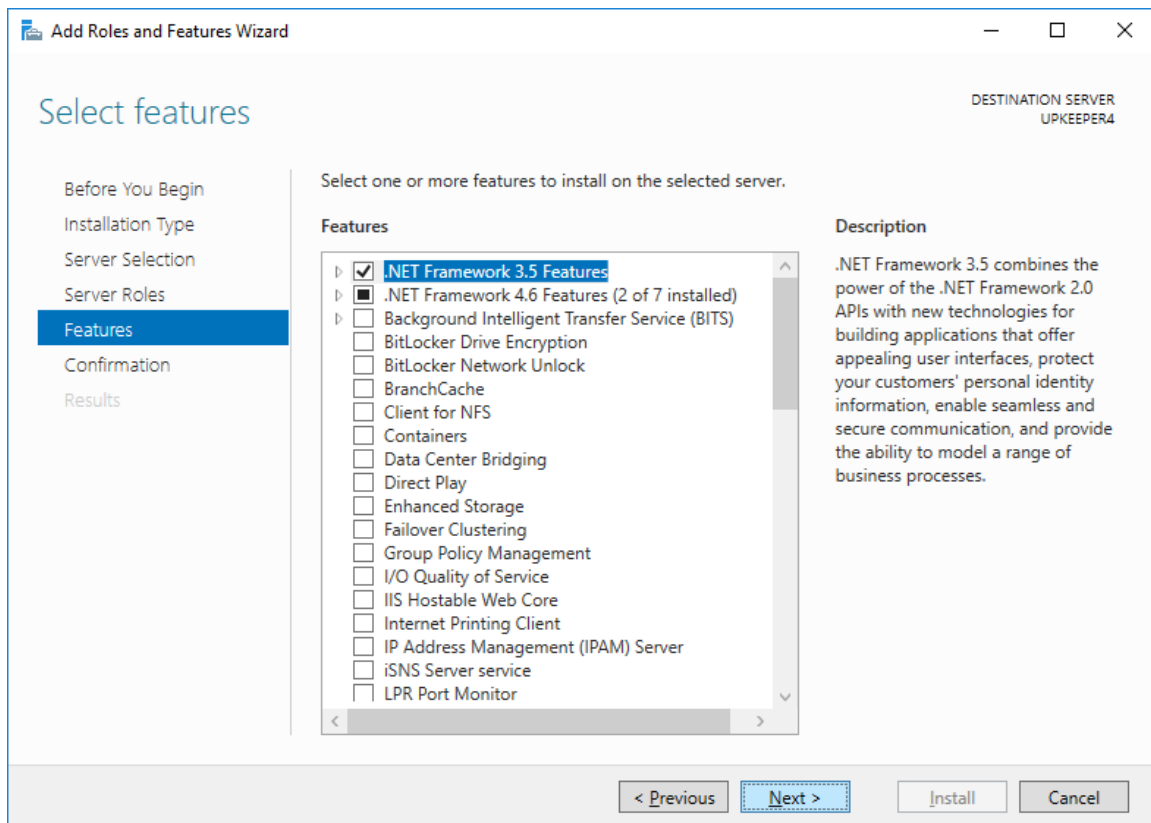 Add Roles and Features Wizard
Select features
DESTINATION SERVER
UPKEEPER4
Before You Begin
Installation Type
Server Selection
Server Roles
Features
Confirmation
Results
Select one or more features to install on the selected server.
Features
.NET Framework 3.5 Features
.NET Framework 4.6 Features (2 of 7 installed)
Background Intelligent Transfer Service (BITS)
BitLocker Drive Encryption
BitLocker Network Unlock
BranchCache
Client for NFS
Containers
Data Center Bridging
Direct Play
Enhanced Storage
Failover Clustering
Group Policy Management
I/O Quality of Service
IIS Hostable Web Core
Internet Printing Client
IP Address Management (IPAM) Server
iSNS Server service
LPR Port Monitor
Description
.NET Framework 3.5 combines the
power of the .NET Framework 2.0
APIs with new technologies for
building applications that offer
appealing user interfaces, protect
your customers' personal identity
information, enable seamless and
secure communication, and provide
the ability to model a range of
business processes.
< Previous
Next >
Install
Cancel